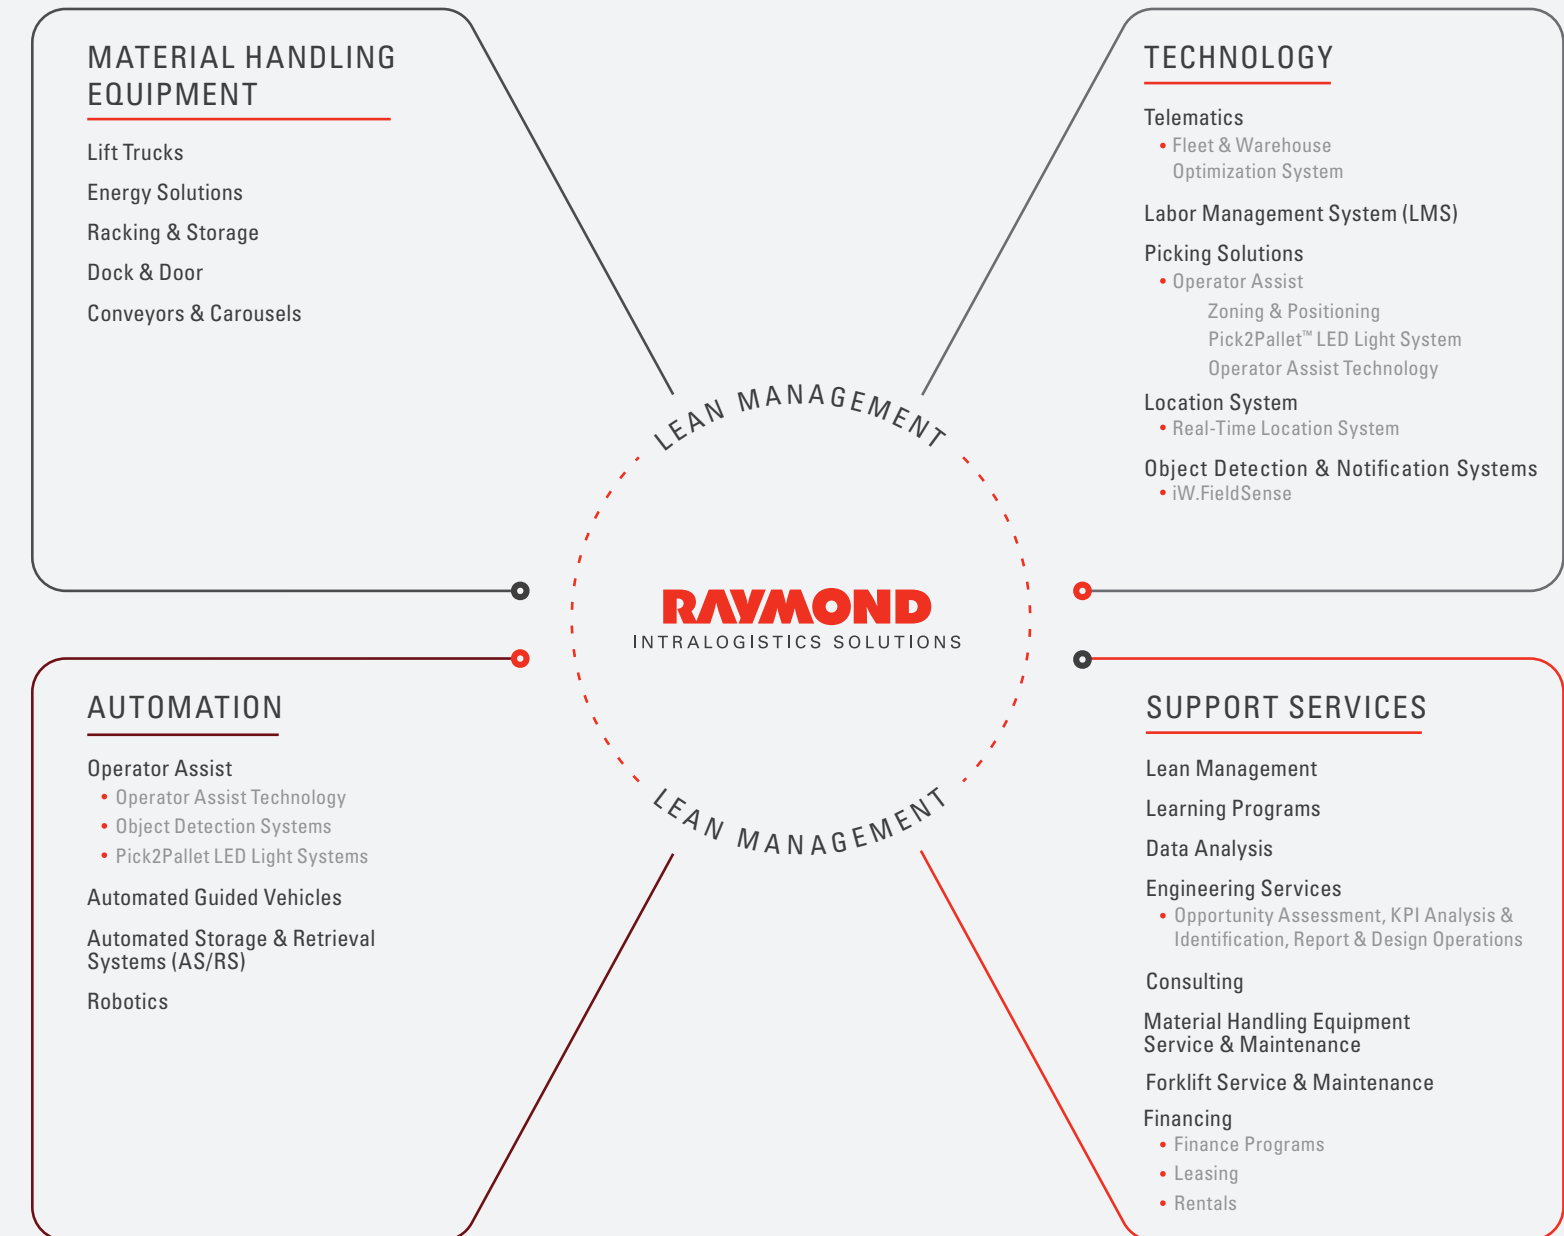 MATERIAL HANDLING
EQUIPMENT
Lift Trucks
Energy Solutions
Racking & Storage
Dock & Door
Conveyors & Carousels
TECHNOLOGY
Telematics
• Fleet & Warehouse
Optimization System
Labor Management System (LMS)
Picking Solutions
• Operator Assist
Zoning & Positioning
Pick2Pallet™ LED Light System
Operator Assist Technology
Location System
• Real-Time Location System
Object Detection & Notification Systems
• iW.FieldSense
LEAN MANAGEMENT
RAYMOND
INTRALOGISTICS SOLUTIONS
LEAN MANAGEMENT
AUTOMATION
Operator Assist
• Operator Assist Technology
• Object Detection Systems
• Pick2Pallet LED Light Systems
Automated Guided Vehicles
Automated Storage & Retrieval
Systems (AS/RS)
Robotics
SUPPORT SERVICES
Lean Management
Learning Programs
Data Analysis
Engineering Services
• Opportunity Assessment, KPI Analysis &
Identification, Report & Design Operations
Consulting
Material Handling Equipment
Service & Maintenance
Forklift Service & Maintenance
Financing
• Finance Programs
• Leasing
• Rentals